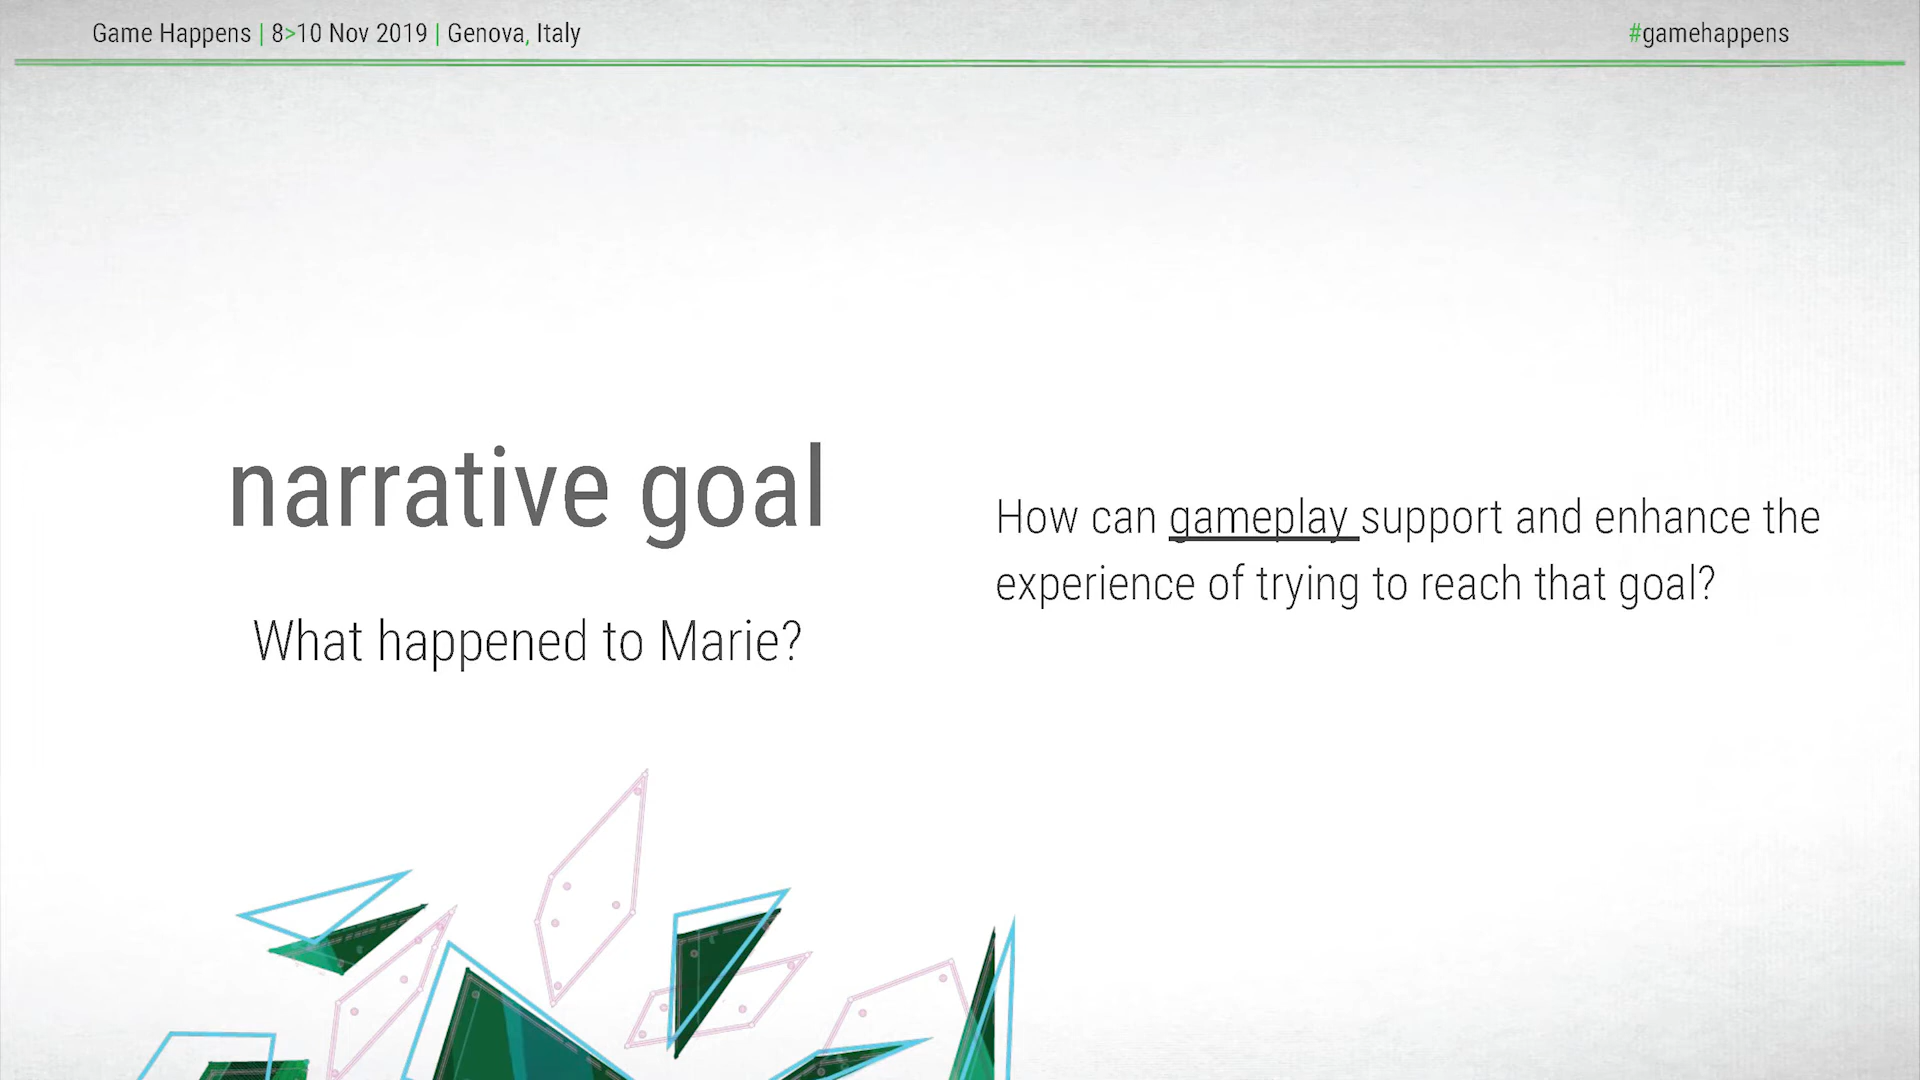 Game Happens | 8>10 Nov 2019 | Genova, Italy
#gamehappens
narrative goal
What happened to Marie?
How can gameplay support and enhance the
experience of trying to reach that goal?